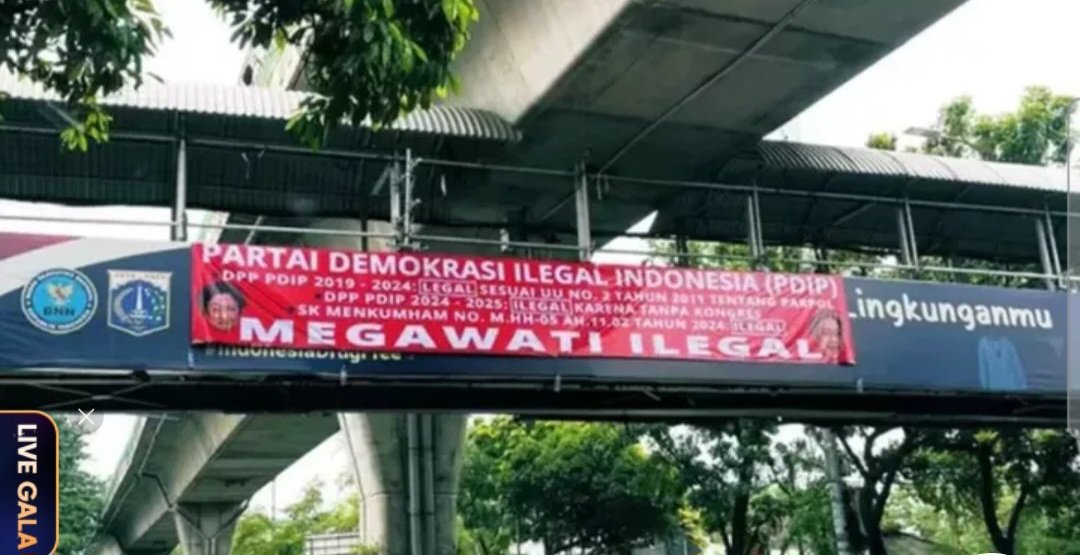 PARTAI DEMOKRASI ILEGAL INDONESIA (PDIP)
DPP PDIP 2019 - 2024: LEGAL SESUAI UU NO. 2 TAHUN 2011 TENTANG PARPOL
DPP PDIP 2024 - 2025: ILEGAL KARENA TANPA KONGRES
SK MENKUMHAM NO. M.HH-05 AH.11.02 TAHUN 2024: ILEGAL
MEGAWATI ILEGAL
BNN
Lingkunganmu
#IndonesiaDrugFree
LIVE GALA